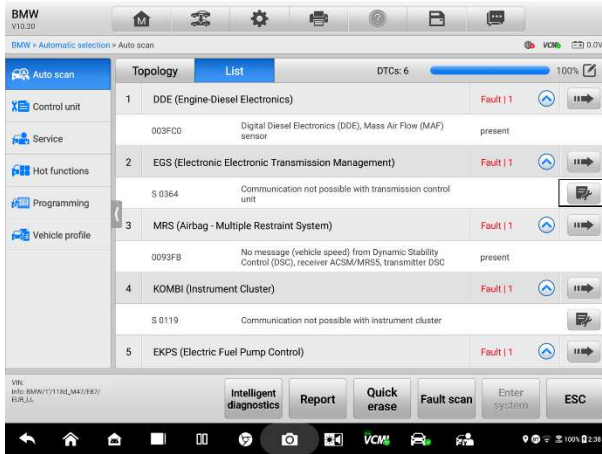 BMW
V10.20
BMW > Automatic selection > Auto scan
VCMI 0.0V
Auto scan
Control unit
Service
Hot functions
Programming
Vehicle profile
Topology List DTCs: 6 100%
1 DDE (Engine-Diesel Electronics) Fault | 1
003FC0 Digital Diesel Electronics (DDE), Mass Air Flow (MAF) sensor present
2 EGS (Electronic Electronic Transmission Management) Fault | 1
S 0364 Communication not possible with transmission control unit
3 MRS (Airbag - Multiple Restraint System) Fault | 1
0093FB No message (vehicle speed) from Dynamic Stability Control (DSC), receiver ACSM/MRS5, transmitter DSC present
4 KOMBI (Instrument Cluster) Fault | 1
S 0119 Communication not possible with instrument cluster
5 EKPS (Electric Fuel Pump Control) Fault | 1
VIN:
Info: BMW/1'/118d_M47/E87/
EUR_LL
Intelligent diagnostics
Report
Quick erase
Fault scan
Enter system
ESC
VCMI
100% 2:38